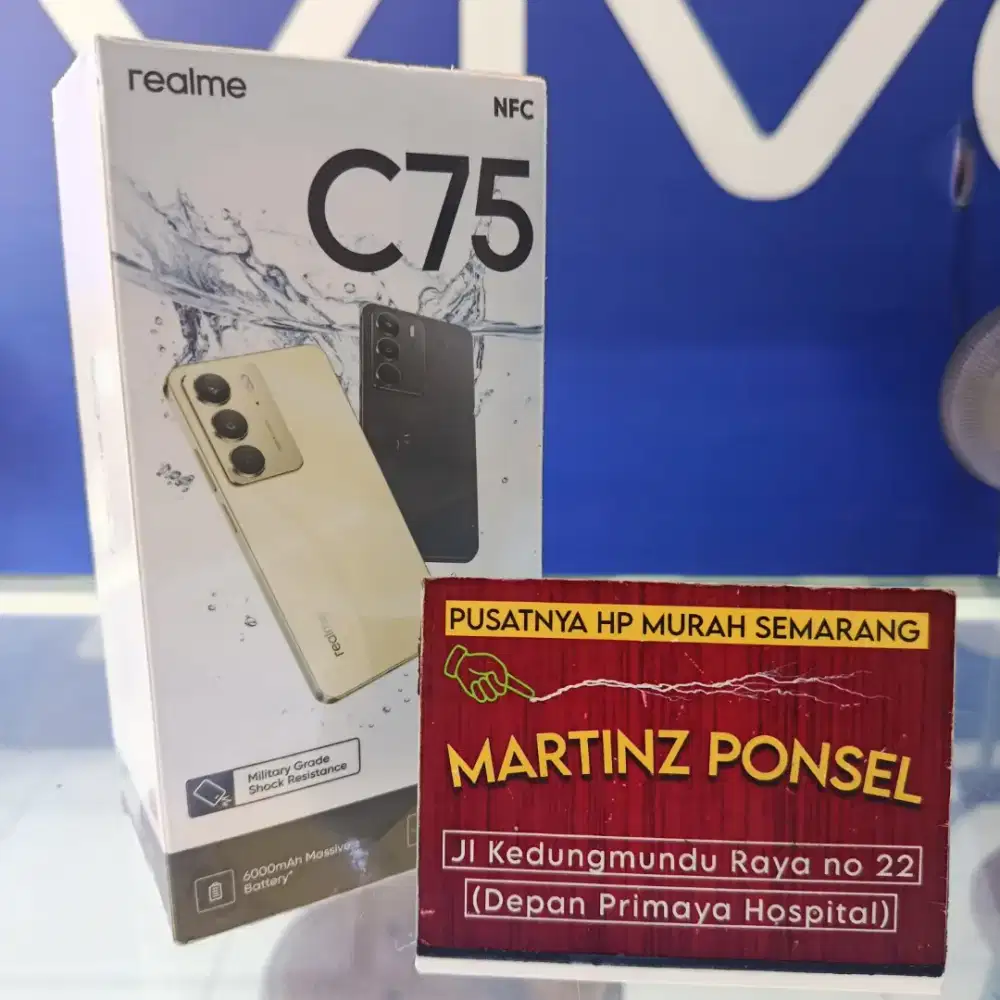 vivo
realme
NFC
C75
realme
Military Grade
Shock Resistance
6000mAh Massive
Battery*
PUSATNYA HP MURAH SEMARANG
MARTINZ PONSEL
Jl Kedungmundu Raya no 22
(Depan Primaya Hospital)